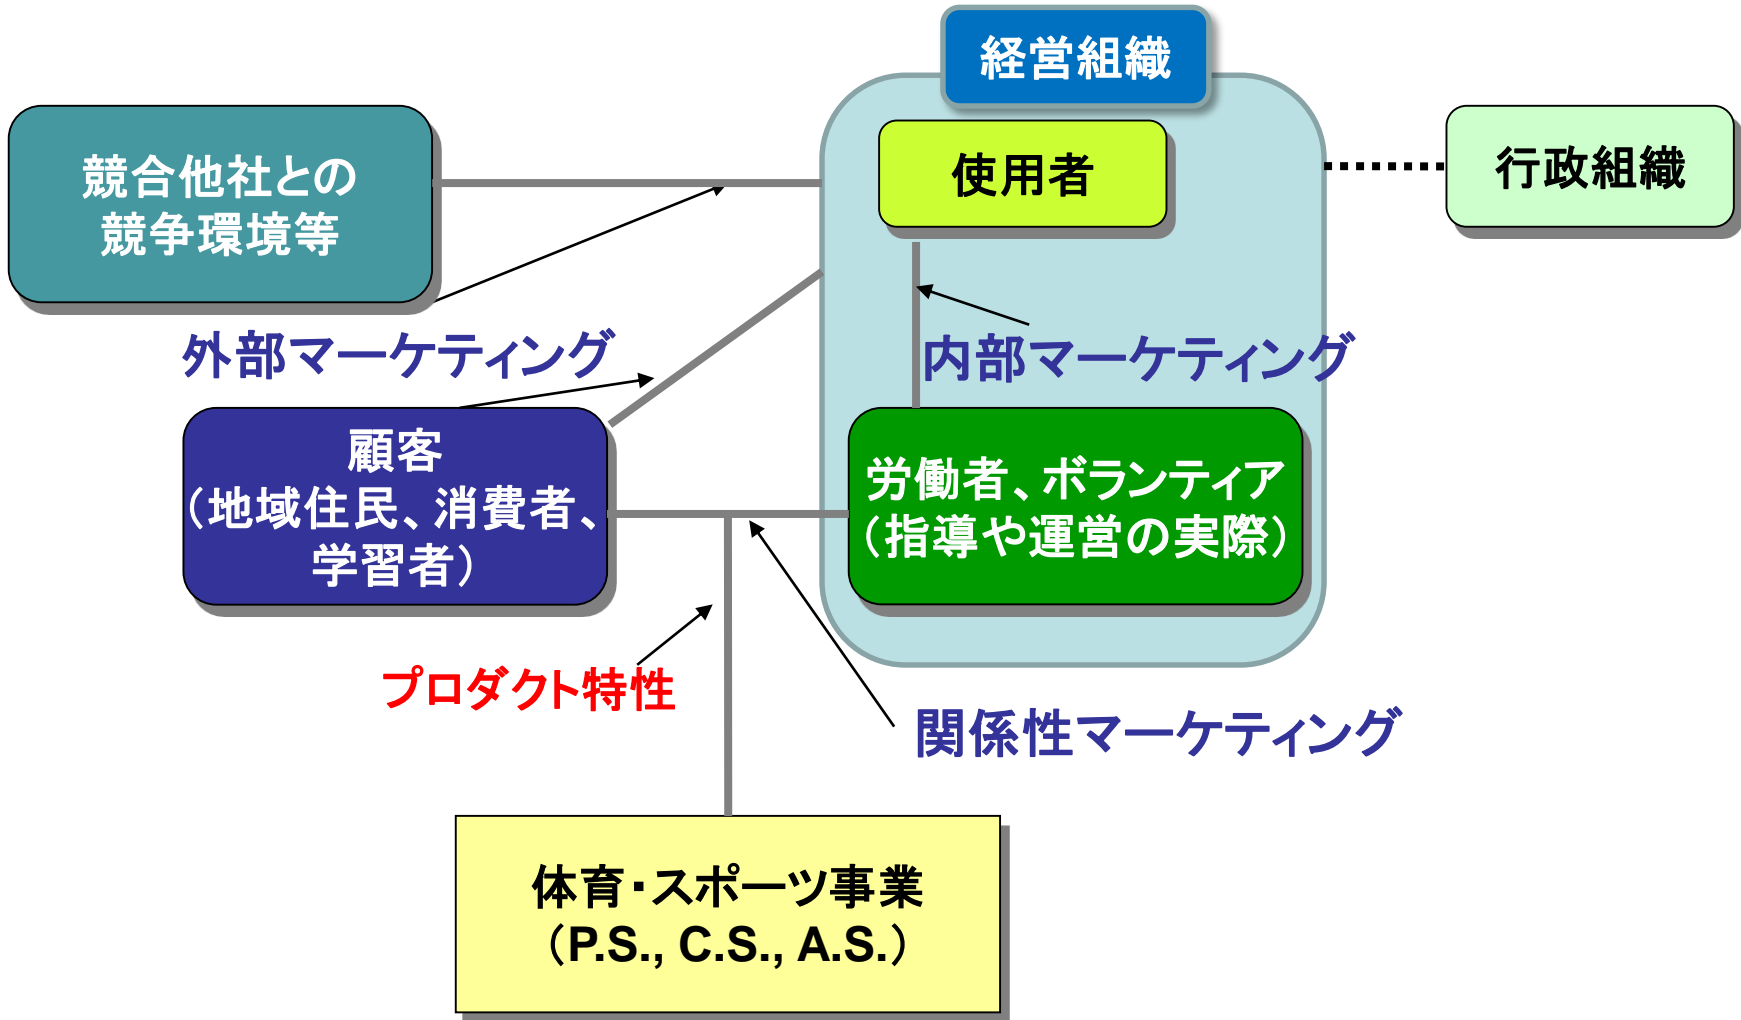 経営組織
競合他社との
競争環境等
使用者
行政組織
外部マーケティング
内部マーケティング
顧客
（地域住民、消費者、
学習者）
労働者、ボランティア
（指導や運営の実際）
プロダクト特性
関係性マーケティング
体育・スポーツ事業
（P.S., C.S., A.S.）